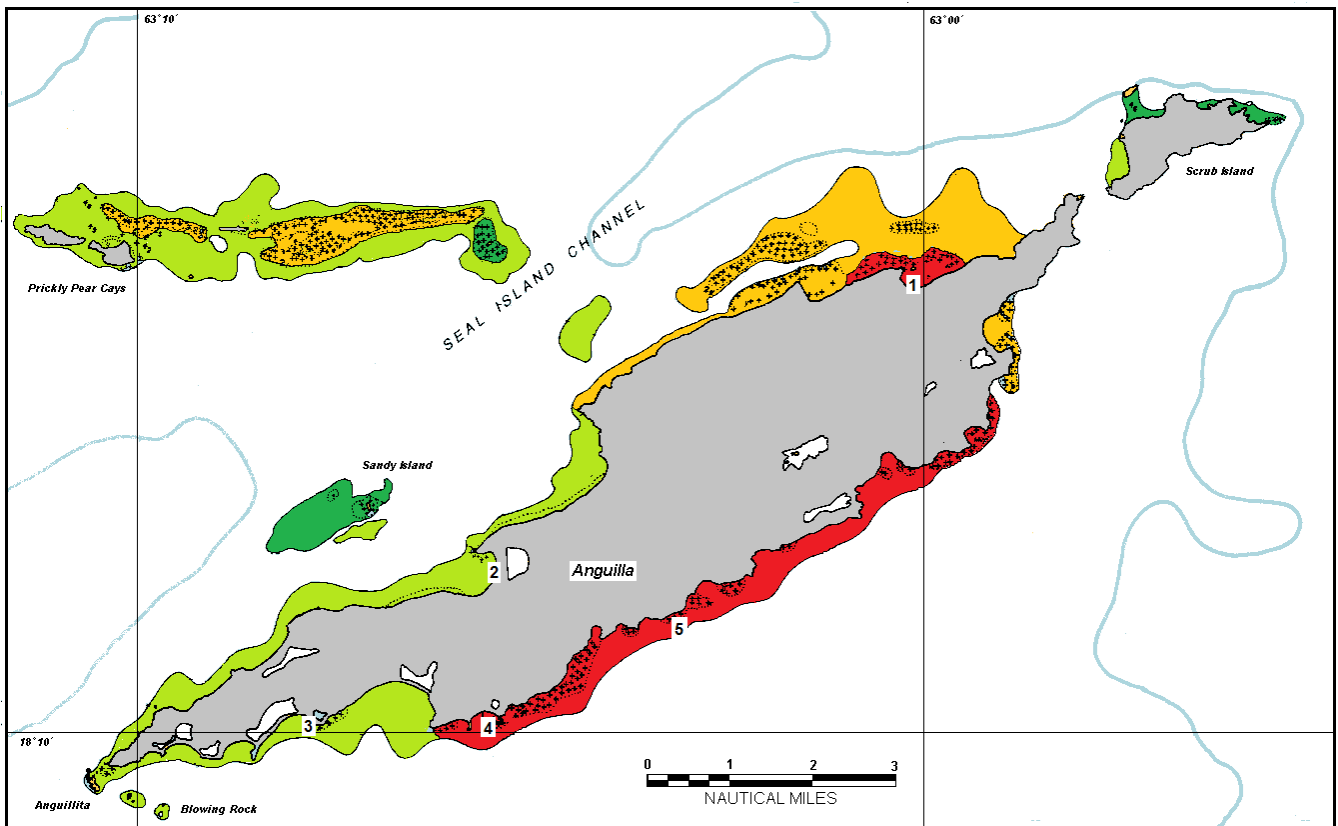 63°10′
63°00′
Scrub Island
1
Prickly Pear Cays
SEAL ISLAND CHANNEL
Sandy Island
2
Anguilla
5
3
4
18°10′
0 1 2 3
NAUTICAL MILES
Anguillita
Blowing Rock